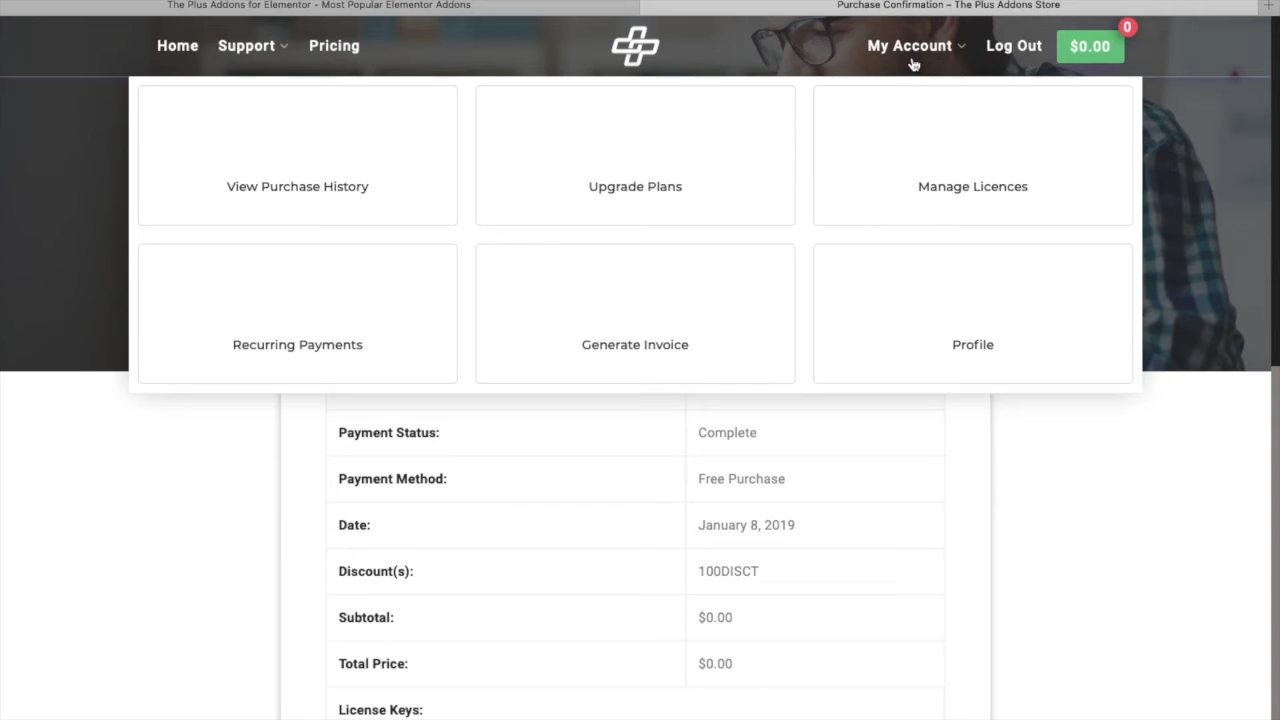 The Plus Addons for Elementor - Most Popular Elementor Addons
Purchase Confirmation – The Plus Addons Store
Home Support Pricing
My Account Log Out $0.00 0
View Purchase History
Upgrade Plans
Manage Licences
Recurring Payments
Generate Invoice
Profile
Payment Status: Complete
Payment Method: Free Purchase
Date: January 8, 2019
Discount(s): 100DISCT
Subtotal: $0.00
Total Price: $0.00
License Keys: